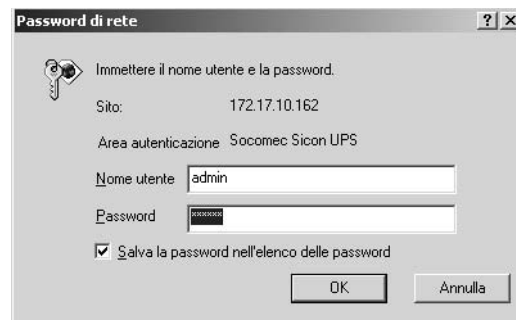 Password di rete
Immettere il nome utente e la password.
Sito: 172.17.10.162
Area autenticazione Socomec Sicon UPS
Nome utente admin
Password xxxxxx
Salva la password nell'elenco delle password
OK Annulla